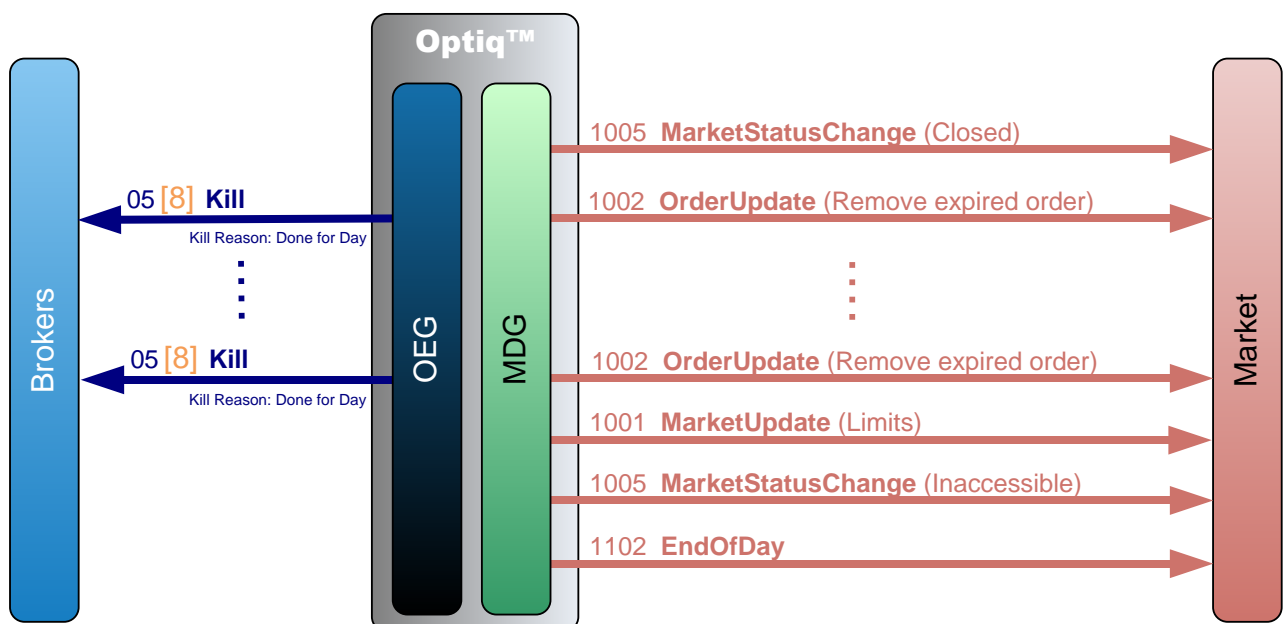 Optiq™
1005 MarketStatusChange (Closed)
05 [8] Kill
1002 OrderUpdate (Remove expired order)
Kill Reason: Done for Day
Brokers
OEG
MDG
Market
05 [8] Kill
1002 OrderUpdate (Remove expired order)
Kill Reason: Done for Day
1001 MarketUpdate (Limits)
1005 MarketStatusChange (Inaccessible)
1102 EndOfDay